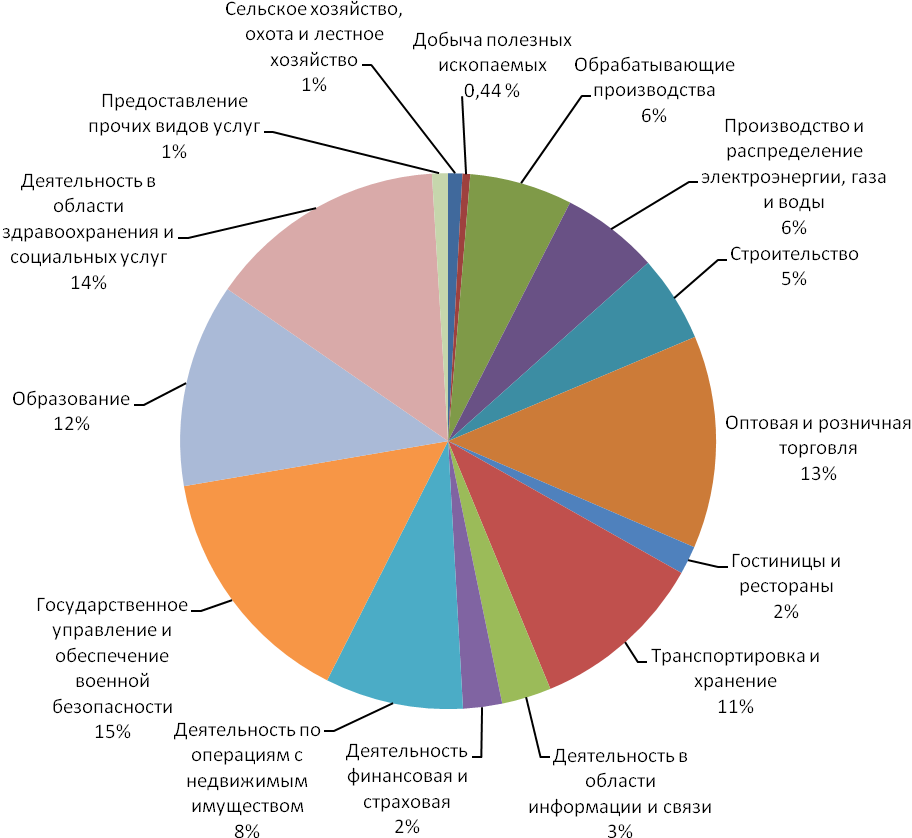 Сельское хозяйство,
охота и лестное
хозяйство
1%
Добыча полезных
ископаемых
0,44 %
Обрабатывающие
производства
6%
Производство и
распределение
электроэнергии, газа
и воды
6%
Строительство
5%
Оптовая и розничная
торговля
13%
Гостиницы и
рестораны
2%
Транспортировка и
хранение
11%
Деятельность в
области
информации и связи
3%
Деятельность
финансовая и
страховая
2%
Деятельность по
операциям с
недвижимым
имуществом
8%
Государственное
управление и
обеспечение
военной
безопасности
15%
Образование
12%
Деятельность в
области
здравоохранения и
социальных услуг
14%
Предоставление
прочих видов услуг
1%